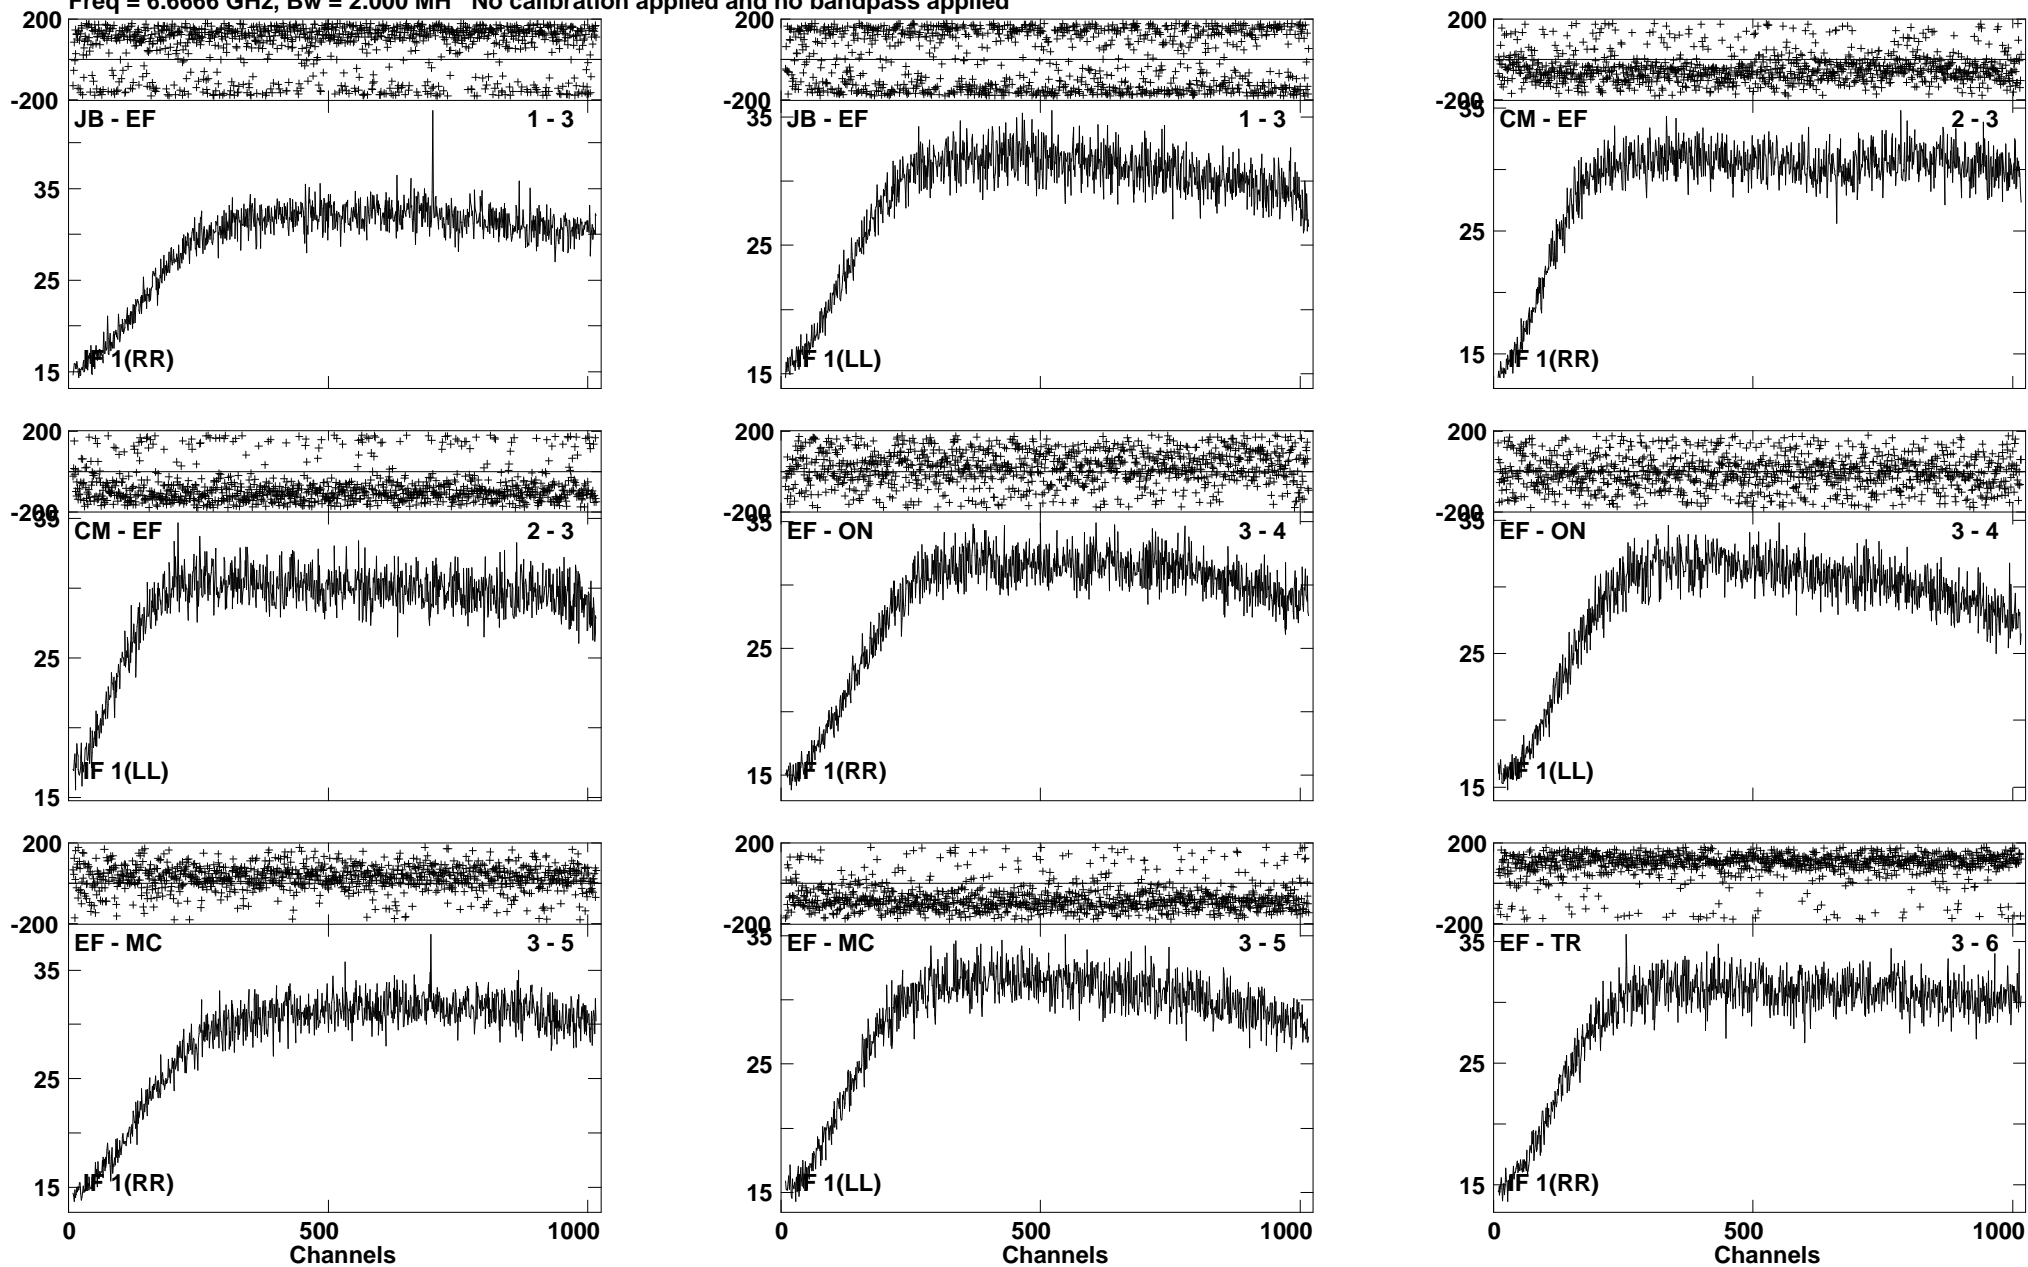 Freq = 6.6666 GHz, Bw = 2.000 MH No calibration applied and no bandpass applied
200
-200
JB - EF 1 - 3
35
25
15
IF 1(RR)
200
-200
35
JB - EF 1 - 3
25
15
IF 1(LL)
200
-200
35
CM - EF 2 - 3
25
15
IF 1(RR)
200
-200
35
CM - EF 2 - 3
25
15
IF 1(LL)
200
-200
35
EF - ON 3 - 4
25
15
IF 1(RR)
200
-200
35
EF - ON 3 - 4
25
15
IF 1(LL)
200
-200
EF - MC 3 - 5
35
25
15
IF 1(RR)
0 500 1000
Channels
200
-200
35
EF - MC 3 - 5
25
15
IF 1(LL)
0 500 1000
Channels
200
-200
35
EF - TR 3 - 6
25
15
IF 1(RR)
0 500 1000
Channels